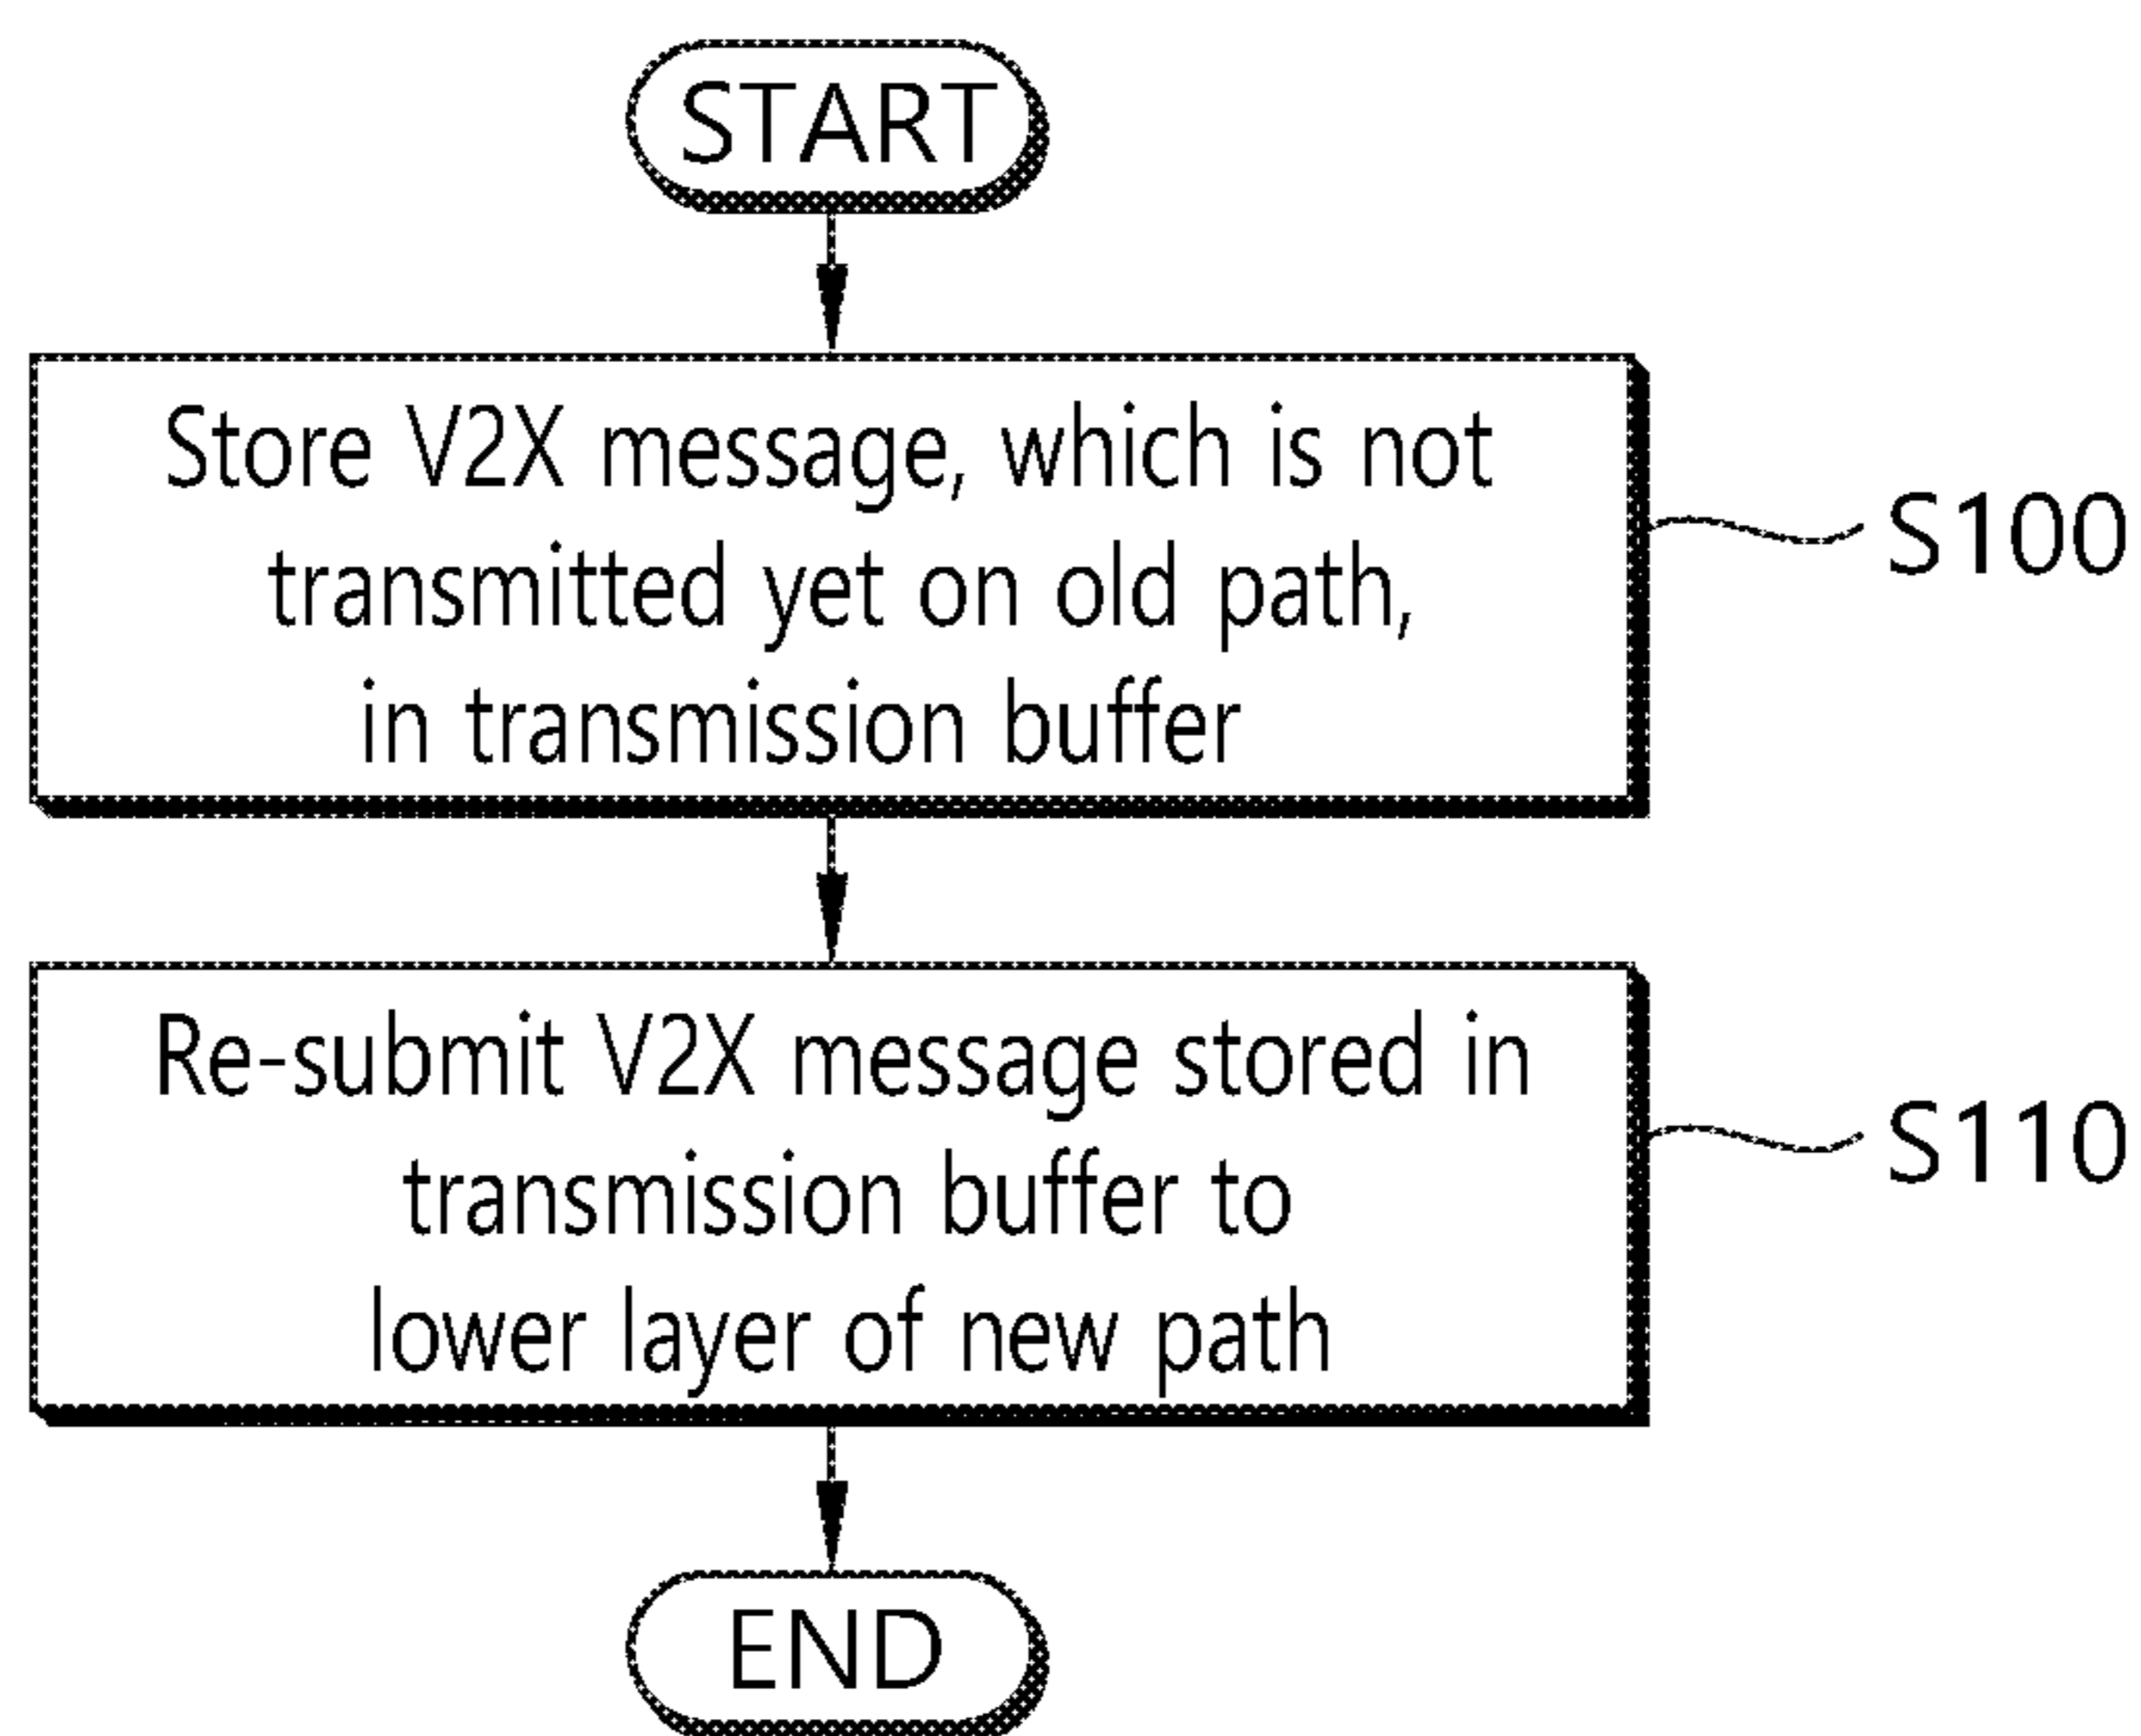 START
Store V2X message, which is not
transmitted yet on old path,
in transmission buffer
S100
Re-submit V2X message stored in
transmission buffer to
lower layer of new path
S110
END